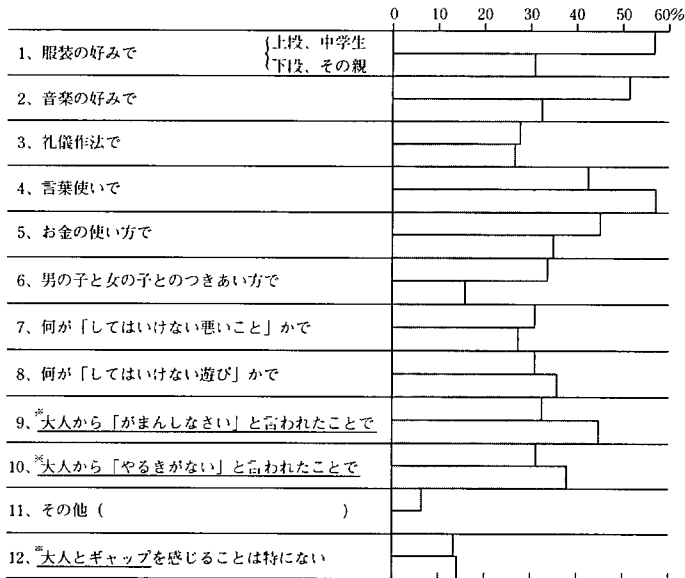 0 10 20 30 40 50 60%
1、服装の好みで {上段、中学生
下段、その親
2、音楽の好みで
3、礼儀作法で
4、言葉使いで
5、お金の使い方で
6、男の子と女の子とのつきあい方で
7、何が「してはいけない悪いこと」かで
8、何が「してはいけない遊び」かで
9、※大人から「がまんしなさい」と言われたことで
10、※大人から「やるきがない」と言われたことで
11、その他 ( )
12、※大人とギャップを感じることは特にない